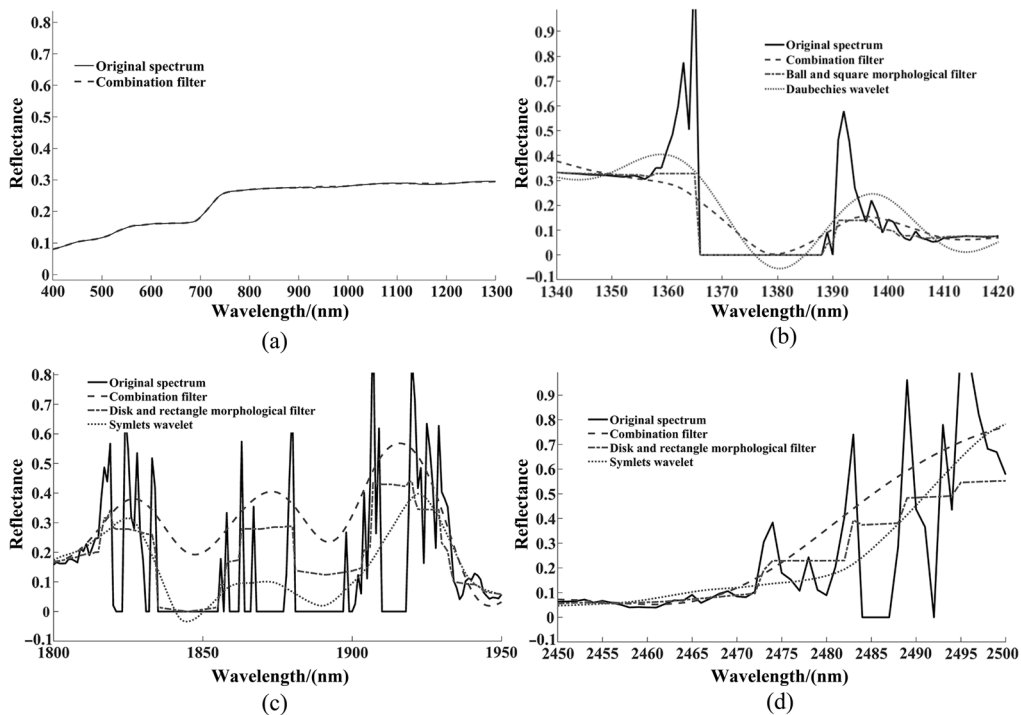 0.8
0.7
0.6
0.5
0.4
0.3
0.2
0.1
0
Reflectance
Original spectrum
Combination filter
400 500 600 700 800 900 1000 1100 1200 1300
Wavelength/(nm)
(a)
0.9
0.8
0.7
0.6
0.5
0.4
0.3
0.2
0.1
0
–0.1
Reflectance
Original spectrum
Combination filter
Ball and square morphological filter
Daubechies wavelet
1340 1350 1360 1370 1380 1390 1400 1410 1420
Wavelength/(nm)
(b)
0.8
0.7
0.6
0.5
0.4
0.3
0.2
0.1
0
–0.1
Reflectance
Original spectrum
Combination filter
Disk and rectangle morphological filter
Symlets wavelet
1800 1850 1900 1950
Wavelength/(nm)
(c)
0.9
0.8
0.7
0.6
0.5
0.4
0.3
0.2
0.1
0
–0.1
Reflectance
Original spectrum
Combination filter
Disk and rectangle morphological filter
Symlets wavelet
2450 2455 2460 2465 2470 2475 2480 2485 2490 2495 2500
Wavelength/(nm)
(d)